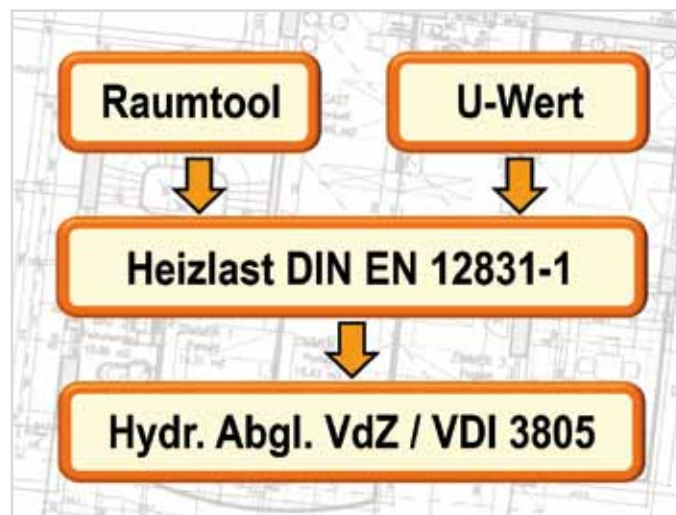 Raumtool
U-Wert
Heizlast DIN EN 12831-1
Hydr. Abgl. VdZ / VDI 3805